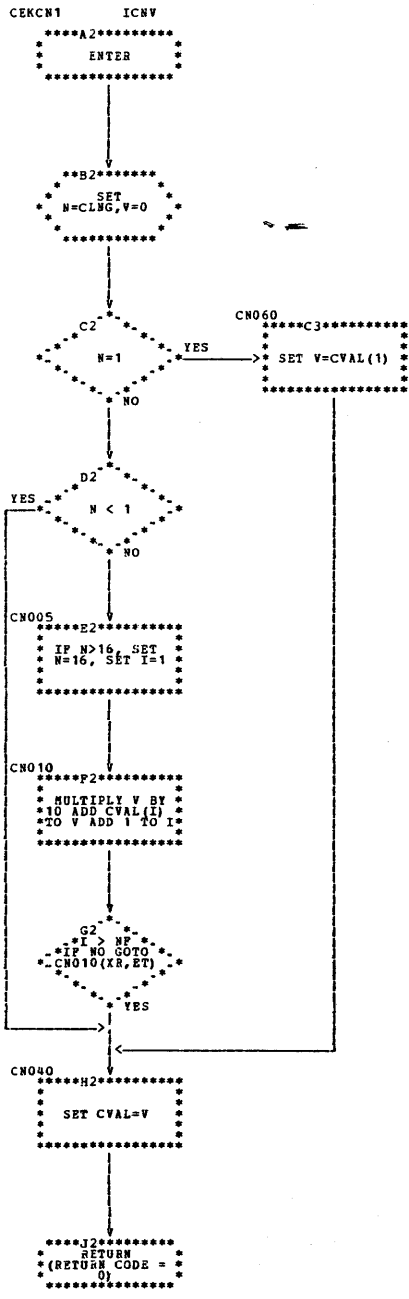 CEKCN1 ICNV
A2
ENTER
B2
SET
N=CLNG,V=0
C2
N=1
YES
NO
CN060
C3
SET V=CVAL(1)
D2
YES
N < 1
NO
CN005
E2
IF N>16, SET
N=16, SET I=1
CN010
F2
MULTIPLY V BY
10 ADD CVAL(I)
TO V ADD 1 TO I
G2
I > NF
IF NO GOTO
CN010(XR,ET)
YES
CN040
H2
SET CVAL=V
J2
RETURN
(RETURN CODE =
0)